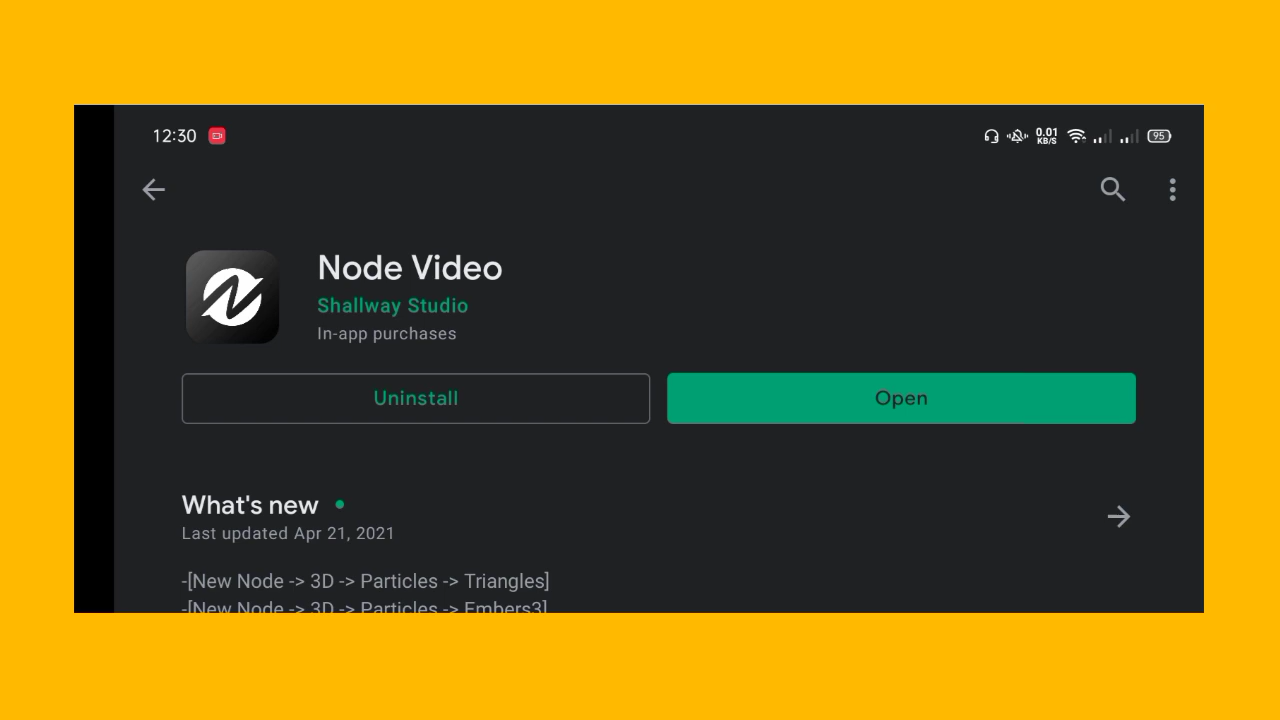 12:30
0.01
KB/S
95
Node Video
Shallway Studio
In-app purchases
Uninstall
Open
What's new
Last updated Apr 21, 2021
-[New Node -> 3D -> Particles -> Triangles]
-[New Node -> 3D -> Particles -> Embers3]